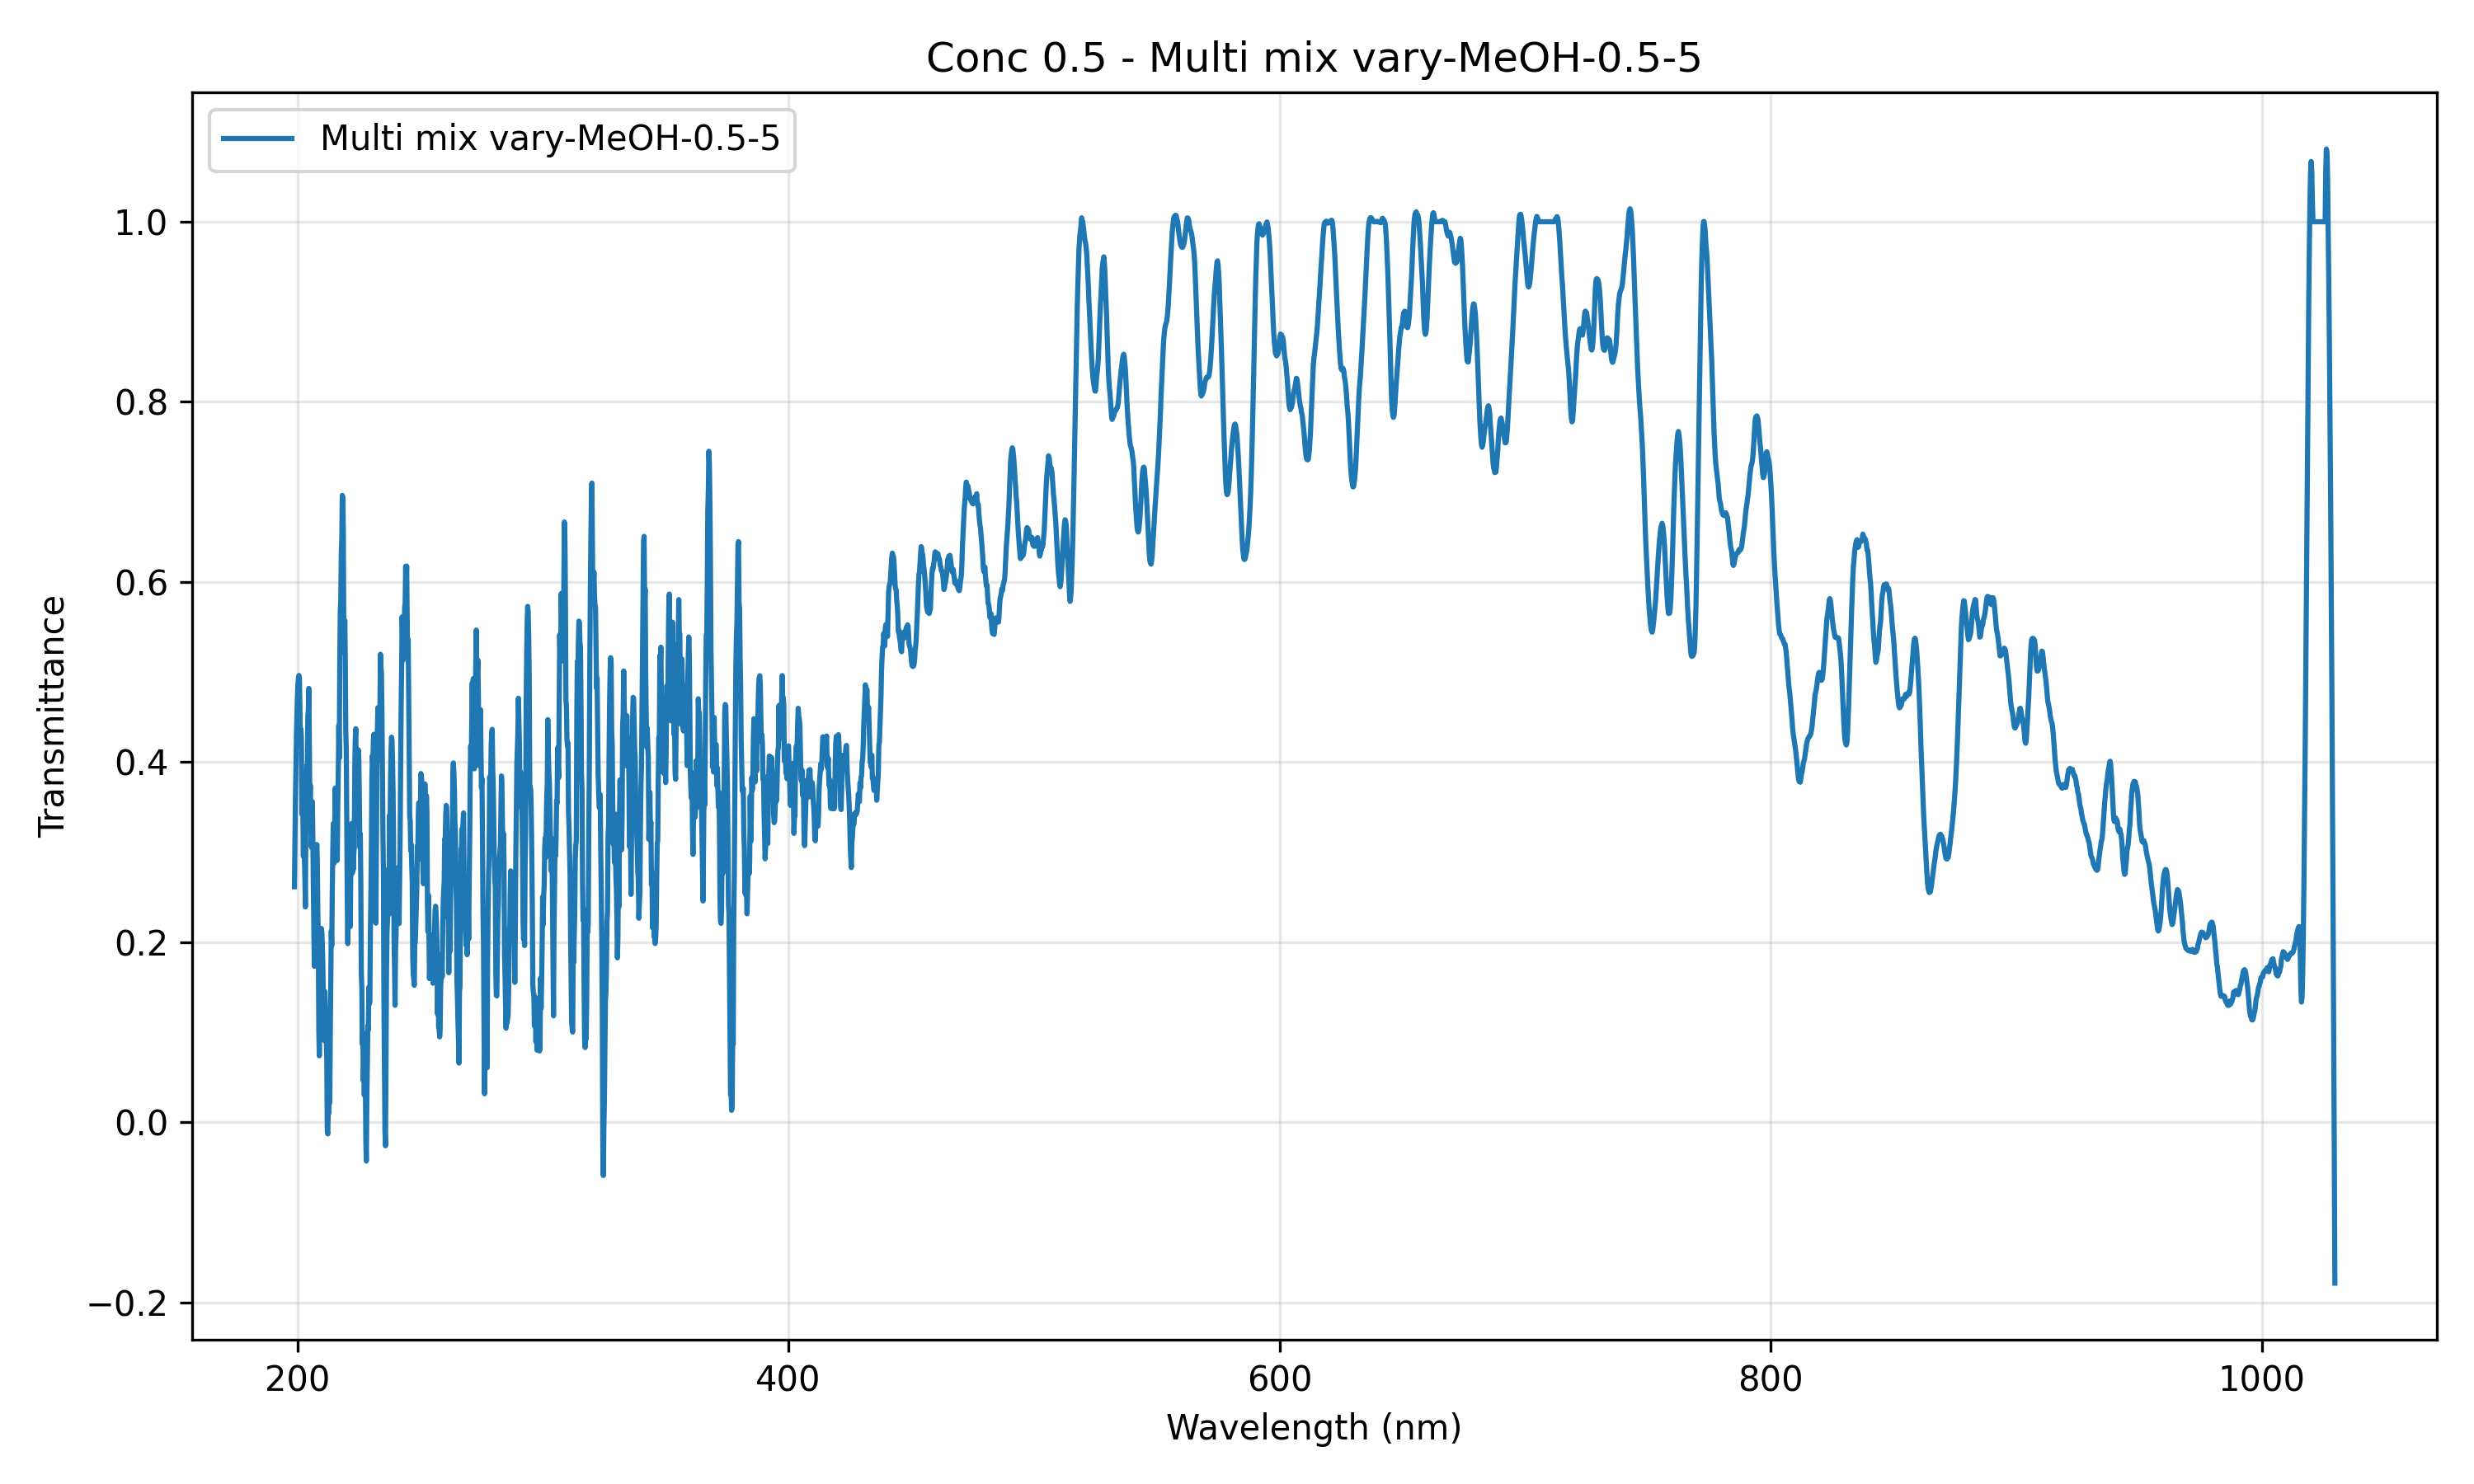 Conc 0.5 - Multi mix vary-MeOH-0.5-5
Multi mix vary-MeOH-0.5-5
Transmittance
1.0
0.8
0.6
0.4
0.2
0.0
−0.2
200 400 600 800 1000
Wavelength (nm)